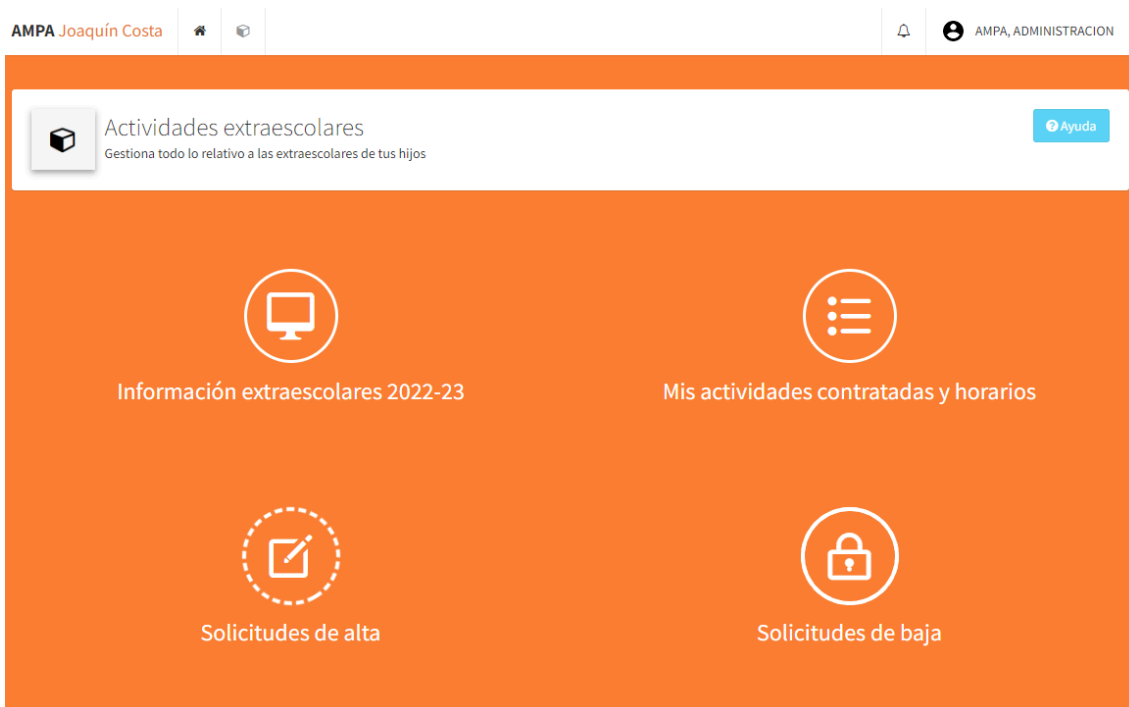 AMPA Joaquín Costa
AMPA, ADMINISTRACION
Actividades extraescolares
Gestiona todo lo relativo a las extraescolares de tus hijos
Ayuda
Información extraescolares 2022-23
Mis actividades contratadas y horarios
Solicitudes de alta
Solicitudes de baja